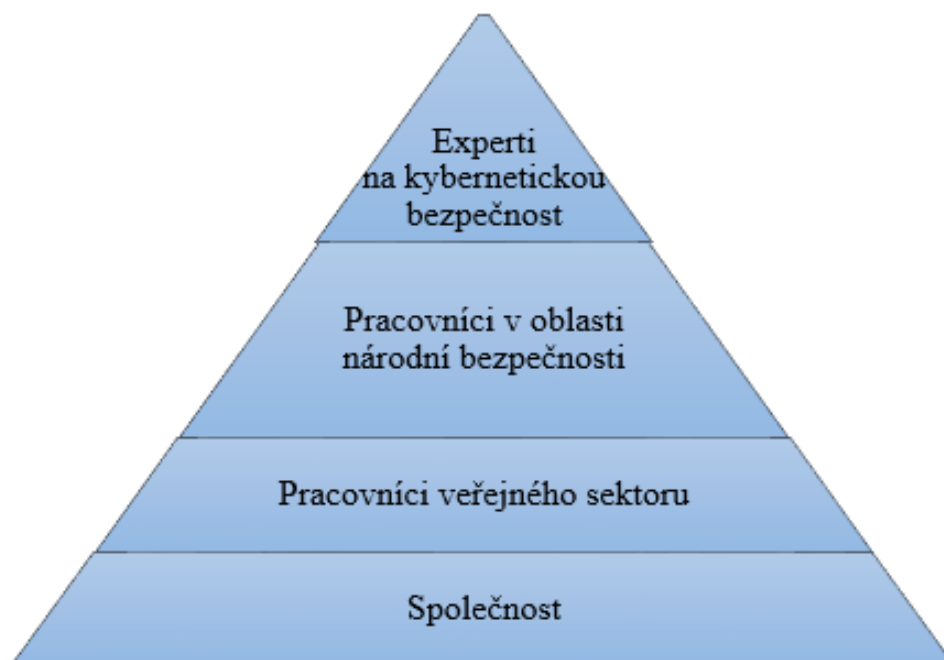 Experti
na kybernetickou
bezpečnost
Pracovníci v oblasti
národní bezpečnosti
Pracovníci veřejného sektoru
Společnost